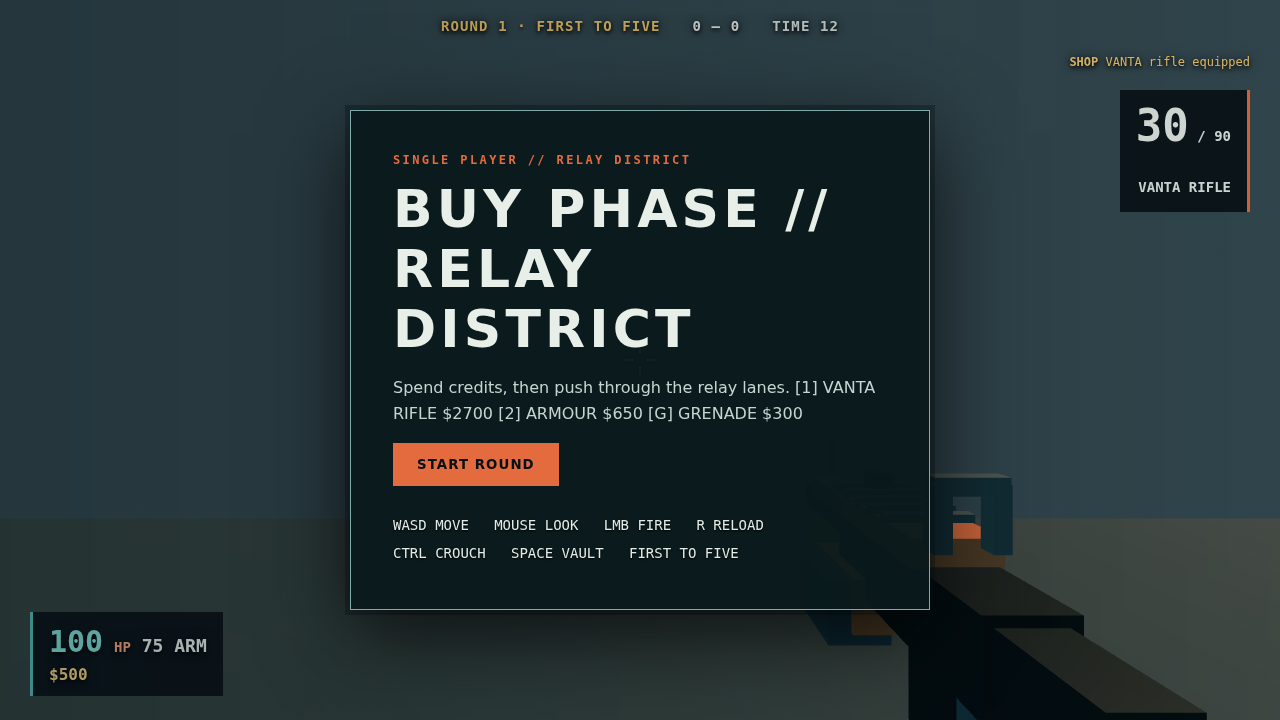 ROUND 1 · FIRST TO FIVE 0 — 0 TIME 12
SHOP VANTA rifle equipped
30 / 90
VANTA RIFLE
SINGLE PLAYER // RELAY DISTRICT
BUY PHASE //
RELAY
DISTRICT
Spend credits, then push through the relay lanes. [1] VANTA
RIFLE $2700 [2] ARMOUR $650 [G] GRENADE $300
START ROUND
WASD MOVE MOUSE LOOK LMB FIRE R RELOAD
CTRL CROUCH SPACE VAULT FIRST TO FIVE
100 HP 75 ARM
$500